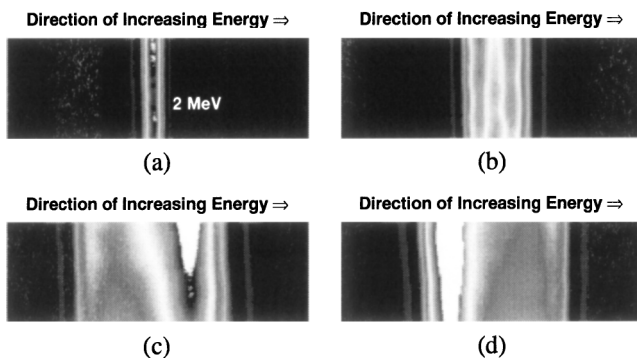 Direction of Increasing Energy ⇒
Direction of Increasing Energy ⇒
2 MeV
(a)
(b)
Direction of Increasing Energy ⇒
Direction of Increasing Energy ⇒
(c)
(d)